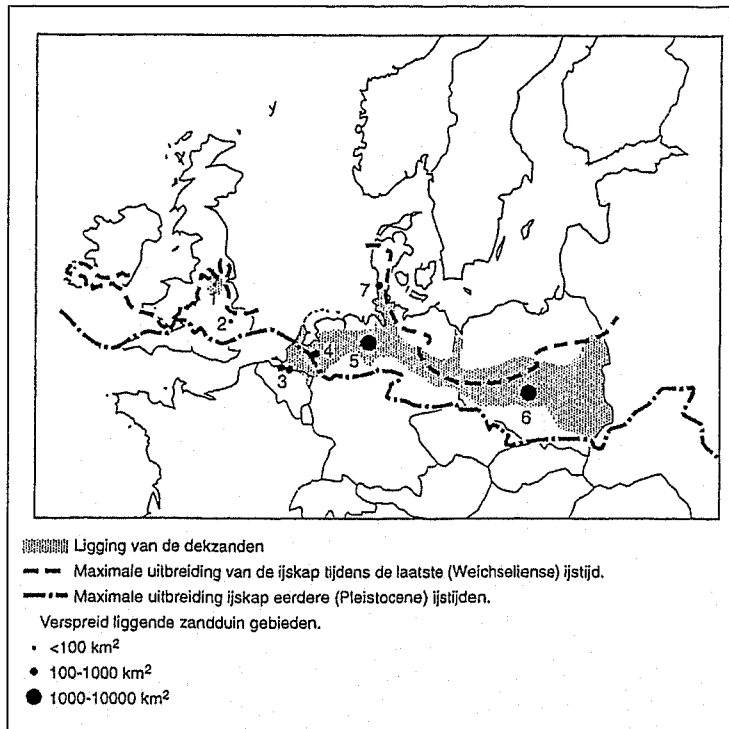 1
2
3
4
5
6
7
Ligging van de dekzanden
Maximale uitbreiding van de ijskap tijdens de laatste (Weichseliense) ijstijd.
Maximale uitbreiding ijskap eerdere (Pleistocene) ijstijden.
Verspreid liggende zandduin gebieden.
<100 km²
100-1000 km²
1000-10000 km²